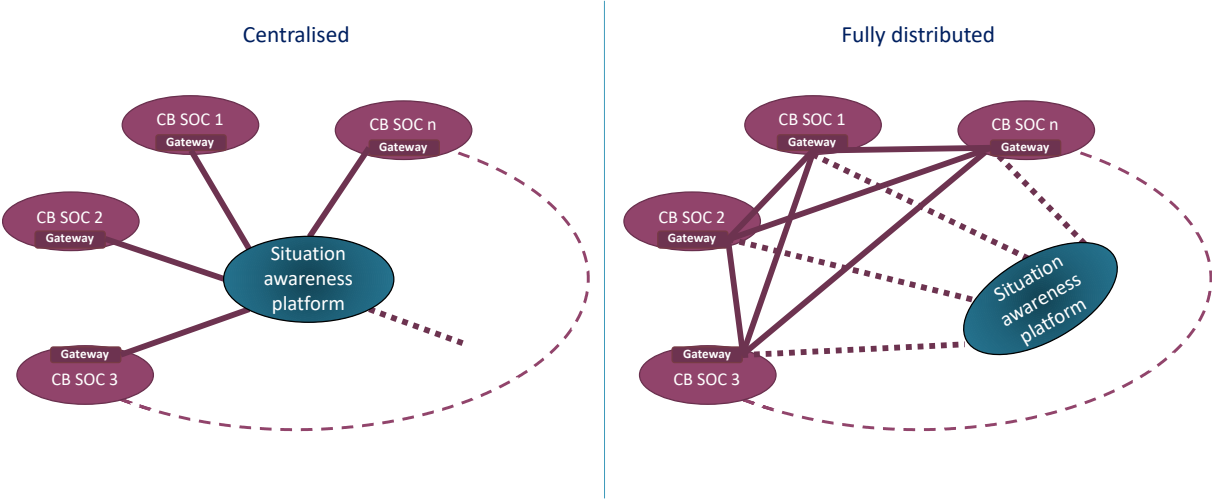 Centralised
CB SOC 1
Gateway
CB SOC n
Gateway
CB SOC 2
Gateway
Situation
awareness
platform
Gateway
CB SOC 3
Fully distributed
CB SOC 1
Gateway
CB SOC n
Gateway
CB SOC 2
Gateway
Situation
awareness
platform
Gateway
CB SOC 3